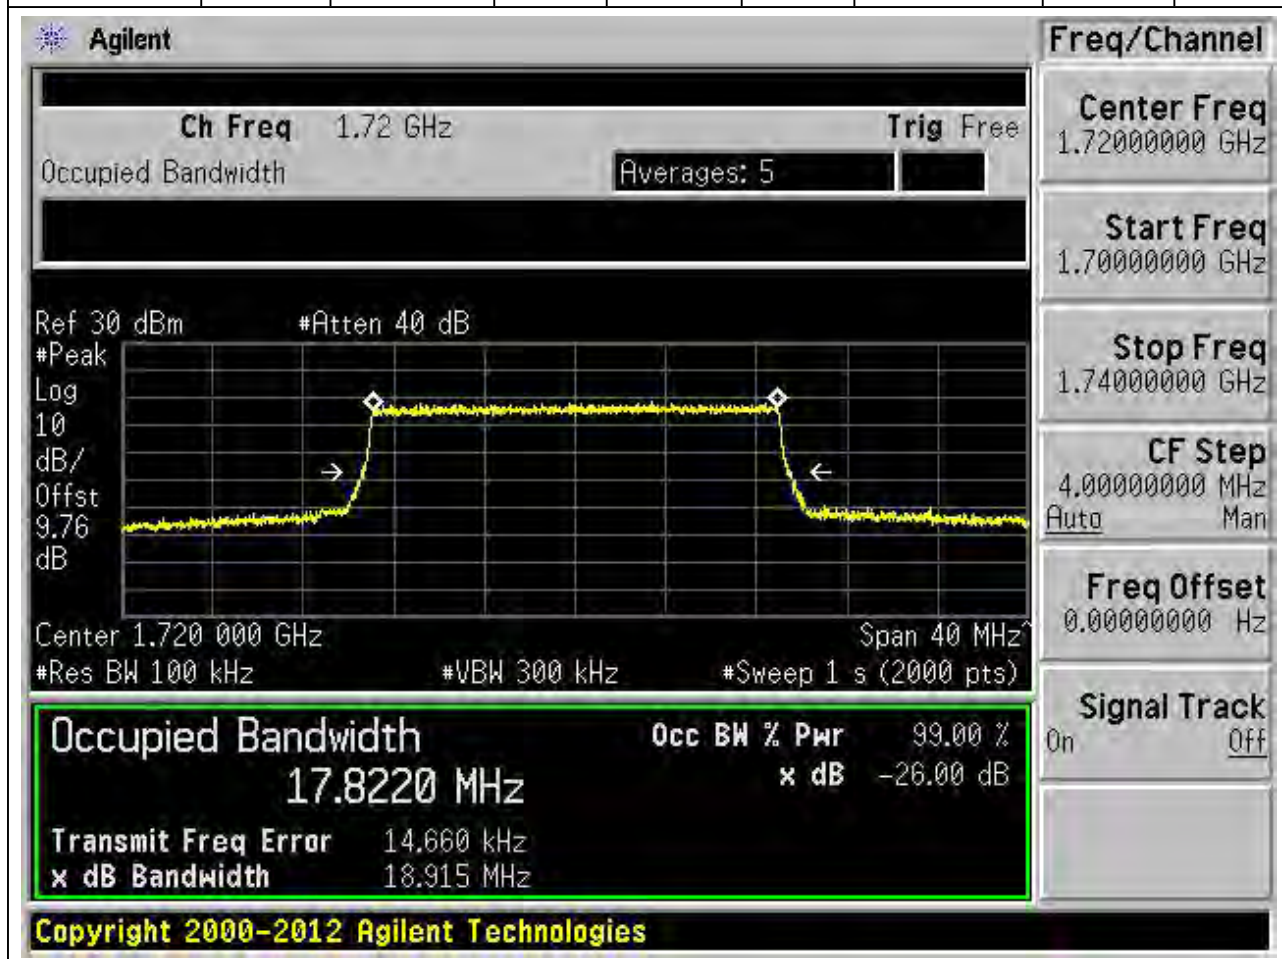 Agilent
Freq/Channel
Ch Freq 1.72 GHz Trig Free
Occupied Bandwidth Averages: 5
Center Freq
1.72000000 GHz
Start Freq
1.70000000 GHz
Stop Freq
1.74000000 GHz
CF Step
4.00000000 MHz
Auto Man
Freq Offset
0.00000000 Hz
Signal Track
On Off
Ref 30 dBm #Atten 40 dB
#Peak
Log
10
dB/
Offst
9.76
dB
Center 1.720 000 GHz Span 40 MHz^
#Res BW 100 kHz #VBW 300 kHz #Sweep 1 s (2000 pts)
Occupied Bandwidth Occ BW % Pwr 99.00 %
17.8220 MHz x dB -26.00 dB
Transmit Freq Error 14.660 kHz
x dB Bandwidth 18.915 MHz
Copyright 2000-2012 Agilent Technologies